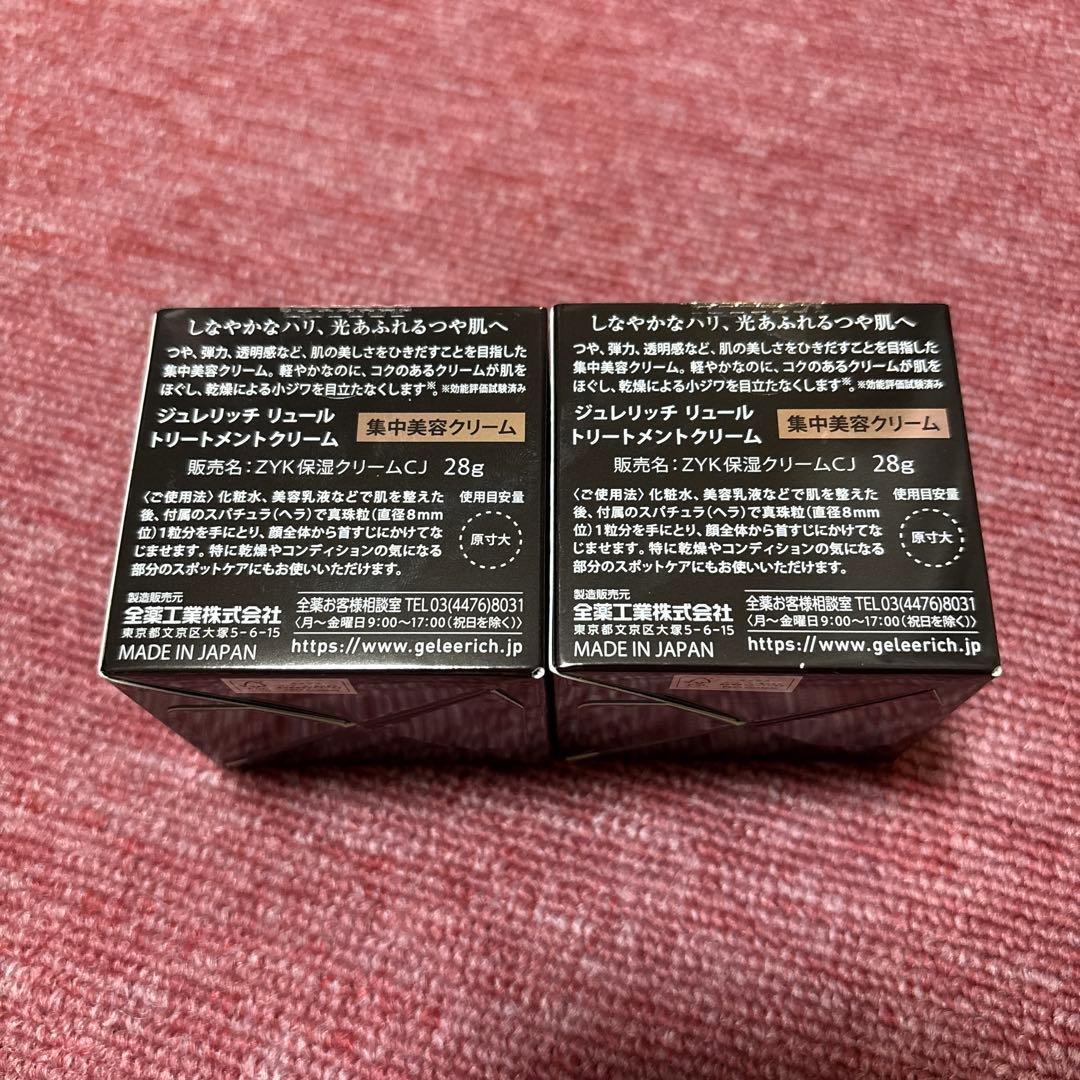 しなやかなハリ、光あふれるつや肌へ
つや、弾力、透明感など、肌の美しさをひきだすことを目指した
集中美容クリーム。軽やかなのに、コクのあるクリームが肌を
ほぐし、乾燥による小ジワを目立たなくします※。※効能評価試験済み
ジュレリッチ リュール
トリートメントクリーム
集中美容クリーム
販売名：ZYK保湿クリームCJ 28g
〈ご使用法〉化粧水、美容乳液などで肌を整えた
後、付属のスパチュラ（ヘラ）で真珠粒（直径8mm
位）1粒分を手にとり、顔全体から首すじにかけてな
じませます。特に乾燥やコンディションの気になる
部分のスポットケアにもお使いいただけます。
使用目安量
原寸大
製造販売元
全薬工業株式会社
東京都文京区大塚5-6-15
MADE IN JAPAN
全薬お客様相談室 TEL03(4476)8031
〈月～金曜日9:00～17:00（祝日を除く）〉
https://www.geleerich.jp
しなやかなハリ、光あふれるつや肌へ
つや、弾力、透明感など、肌の美しさをひきだすことを目指した
集中美容クリーム。軽やかなのに、コクのあるクリームが肌を
ほぐし、乾燥による小ジワを目立たなくします※。※効能評価試験済み
ジュレリッチ リュール
トリートメントクリーム
集中美容クリーム
販売名：ZYK保湿クリームCJ 28g
〈ご使用法〉化粧水、美容乳液などで肌を整えた
後、付属のスパチュラ（ヘラ）で真珠粒（直径8mm
位）1粒分を手にとり、顔全体から首すじにかけてな
じませます。特に乾燥やコンディションの気になる
部分のスポットケアにもお使いいただけます。
使用目安量
原寸大
製造販売元
全薬工業株式会社
東京都文京区大塚5-6-15
MADE IN JAPAN
全薬お客様相談室 TEL03(4476)8031
〈月～金曜日9:00～17:00（祝日を除く）〉
https://www.geleerich.jp